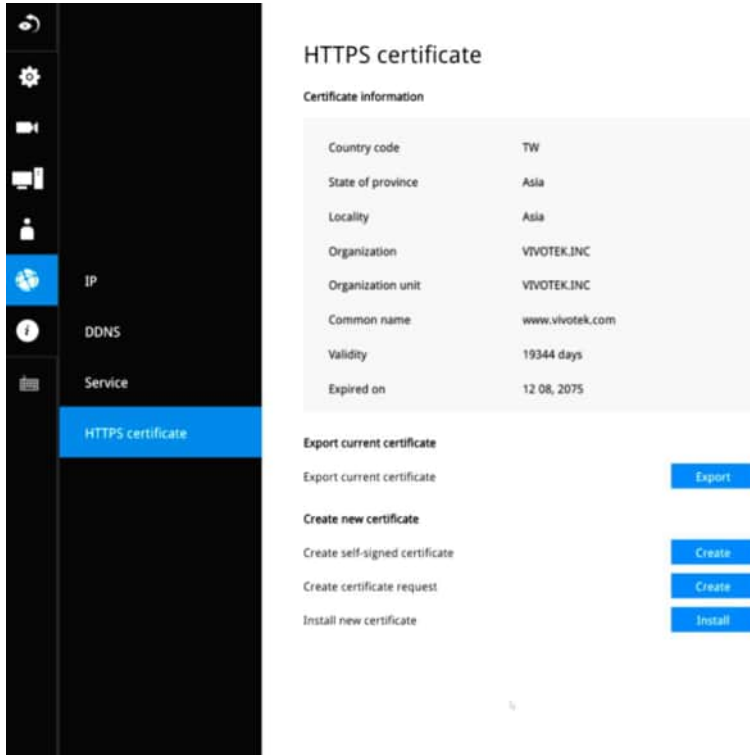 HTTPS certificate
Certificate information
Country code TW
State of province Asia
Locality Asia
Organization VIVOTEK.INC
Organization unit VIVOTEK.INC
Common name www.vivotek.com
Validity 19344 days
Expired on 12 08, 2075
IP
DDNS
Service
HTTPS certificate
Export current certificate
Export current certificate Export
Create new certificate
Create self-signed certificate Create
Create certificate request Create
Install new certificate Install